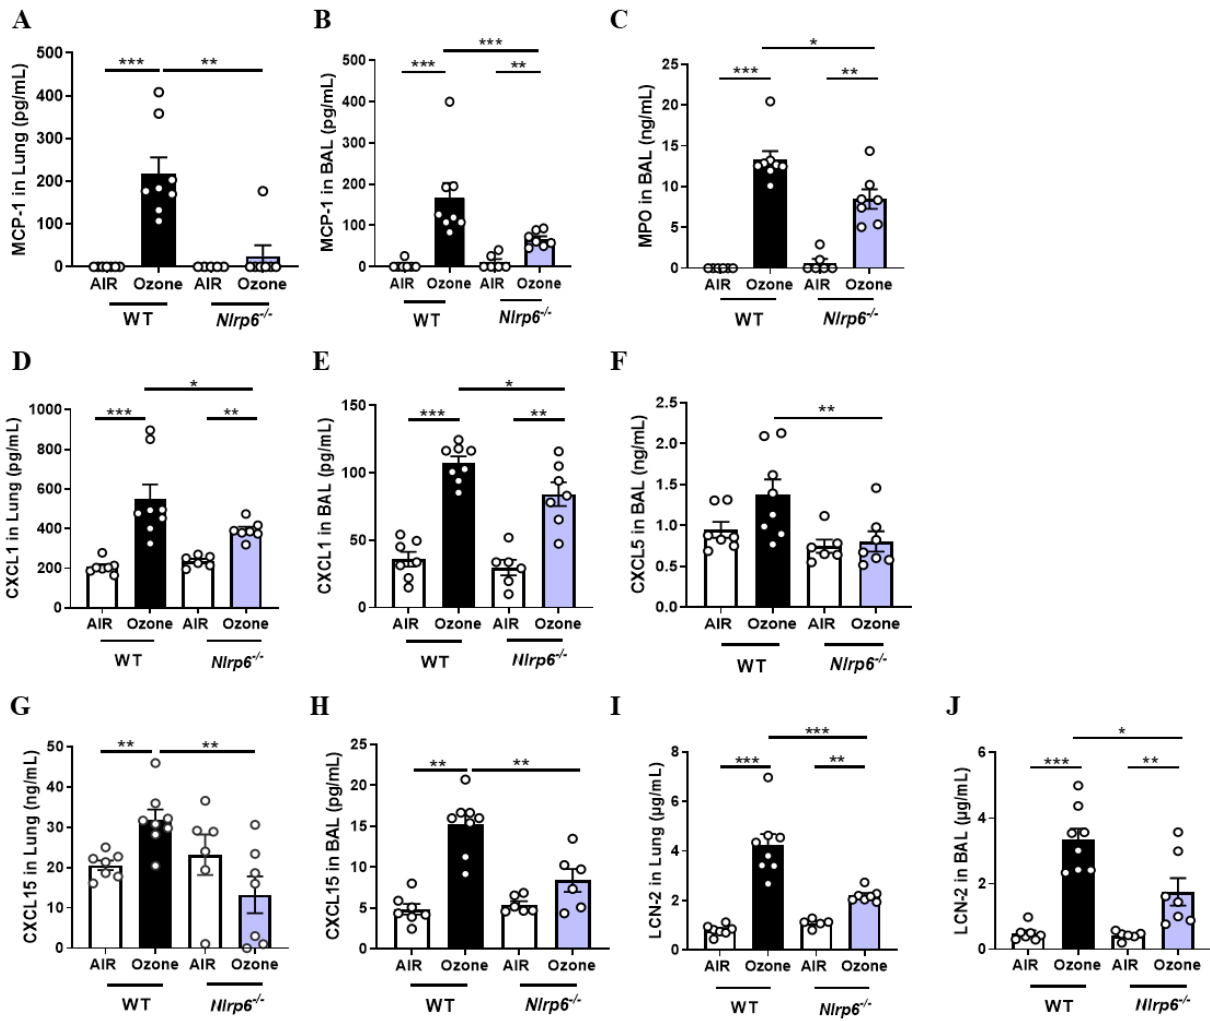 A
MCP-1 in Lung (pg/mL)
500
400
300
200
100
0
***
**
AIR Ozone AIR Ozone
WT Nlrp6-/-
B
MCP-1 in BAL (pg/mL)
500
400
300
200
100
0
***
***
**
AIR Ozone AIR Ozone
WT Nlrp6-/-
C
MPO in BAL (ng/mL)
25
20
15
10
5
0
*
***
**
AIR Ozone AIR Ozone
WT Nlrp6-/-
D
CXCL1 in Lung (pg/mL)
1000
800
600
400
200
0
*
***
**
AIR Ozone AIR Ozone
WT Nlrp6-/-
E
CXCL1 in BAL (pg/mL)
150
100
50
0
*
***
**
AIR Ozone AIR Ozone
WT Nlrp6-/-
F
CXCL5 in BAL (ng/mL)
2.5
2.0
1.5
1.0
0.5
0.0
**
AIR Ozone AIR Ozone
WT Nlrp6-/-
G
CXCL15 in Lung (ng/mL)
50
40
30
20
10
0
**
**
AIR Ozone AIR Ozone
WT Nlrp6-/-
H
CXCL15 in BAL (pg/mL)
25
20
15
10
5
0
**
**
AIR Ozone AIR Ozone
WT Nlrp6-/-
I
LCN-2 in Lung (µg/mL)
8
6
4
2
0
***
***
**
AIR Ozone AIR Ozone
WT Nlrp6-/-
J
LCN-2 in BAL (µg/mL)
6
4
2
0
*
***
**
AIR Ozone AIR Ozone
WT Nlrp6-/-